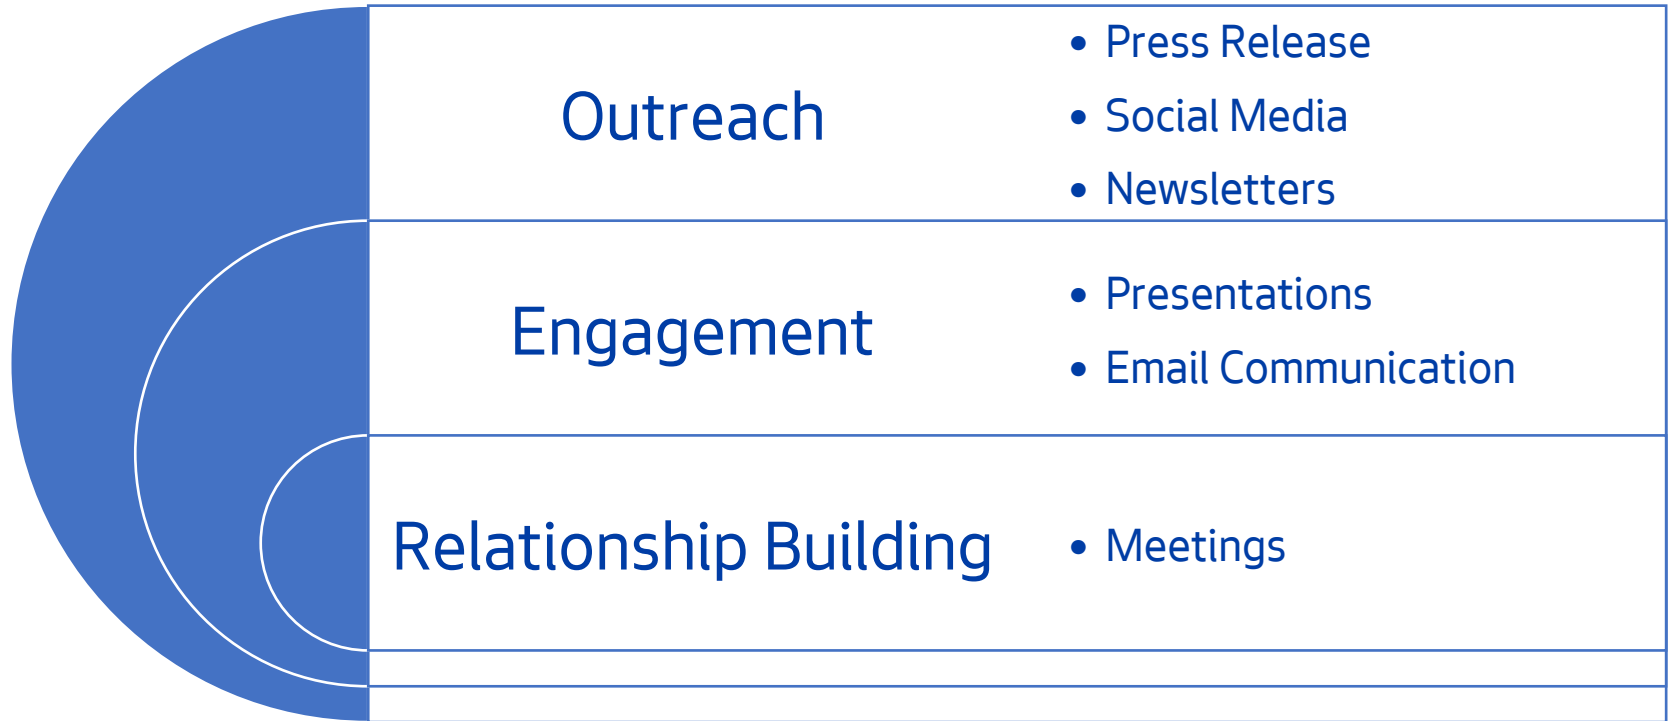 Outreach
• Press Release
• Social Media
• Newsletters
Engagement
• Presentations
• Email Communication
Relationship Building
• Meetings